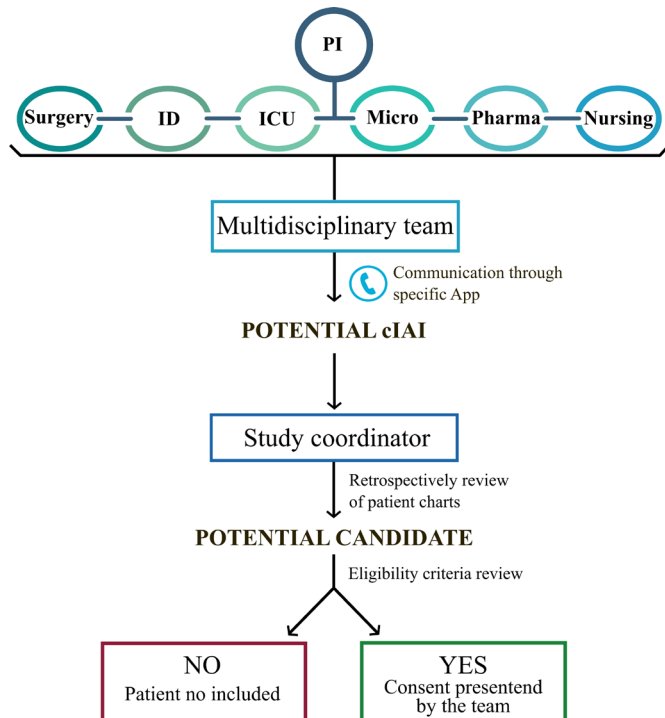 PI
Surgery ID ICU Micro Pharma Nursing
Multidisciplinary team
Communication through
specific App
POTENTIAL cIAI
Study coordinator
Retrospectively review
of patient charts
POTENTIAL CANDIDATE
Eligibility criteria review
NO
Patient no included
YES
Consent presentend
by the team